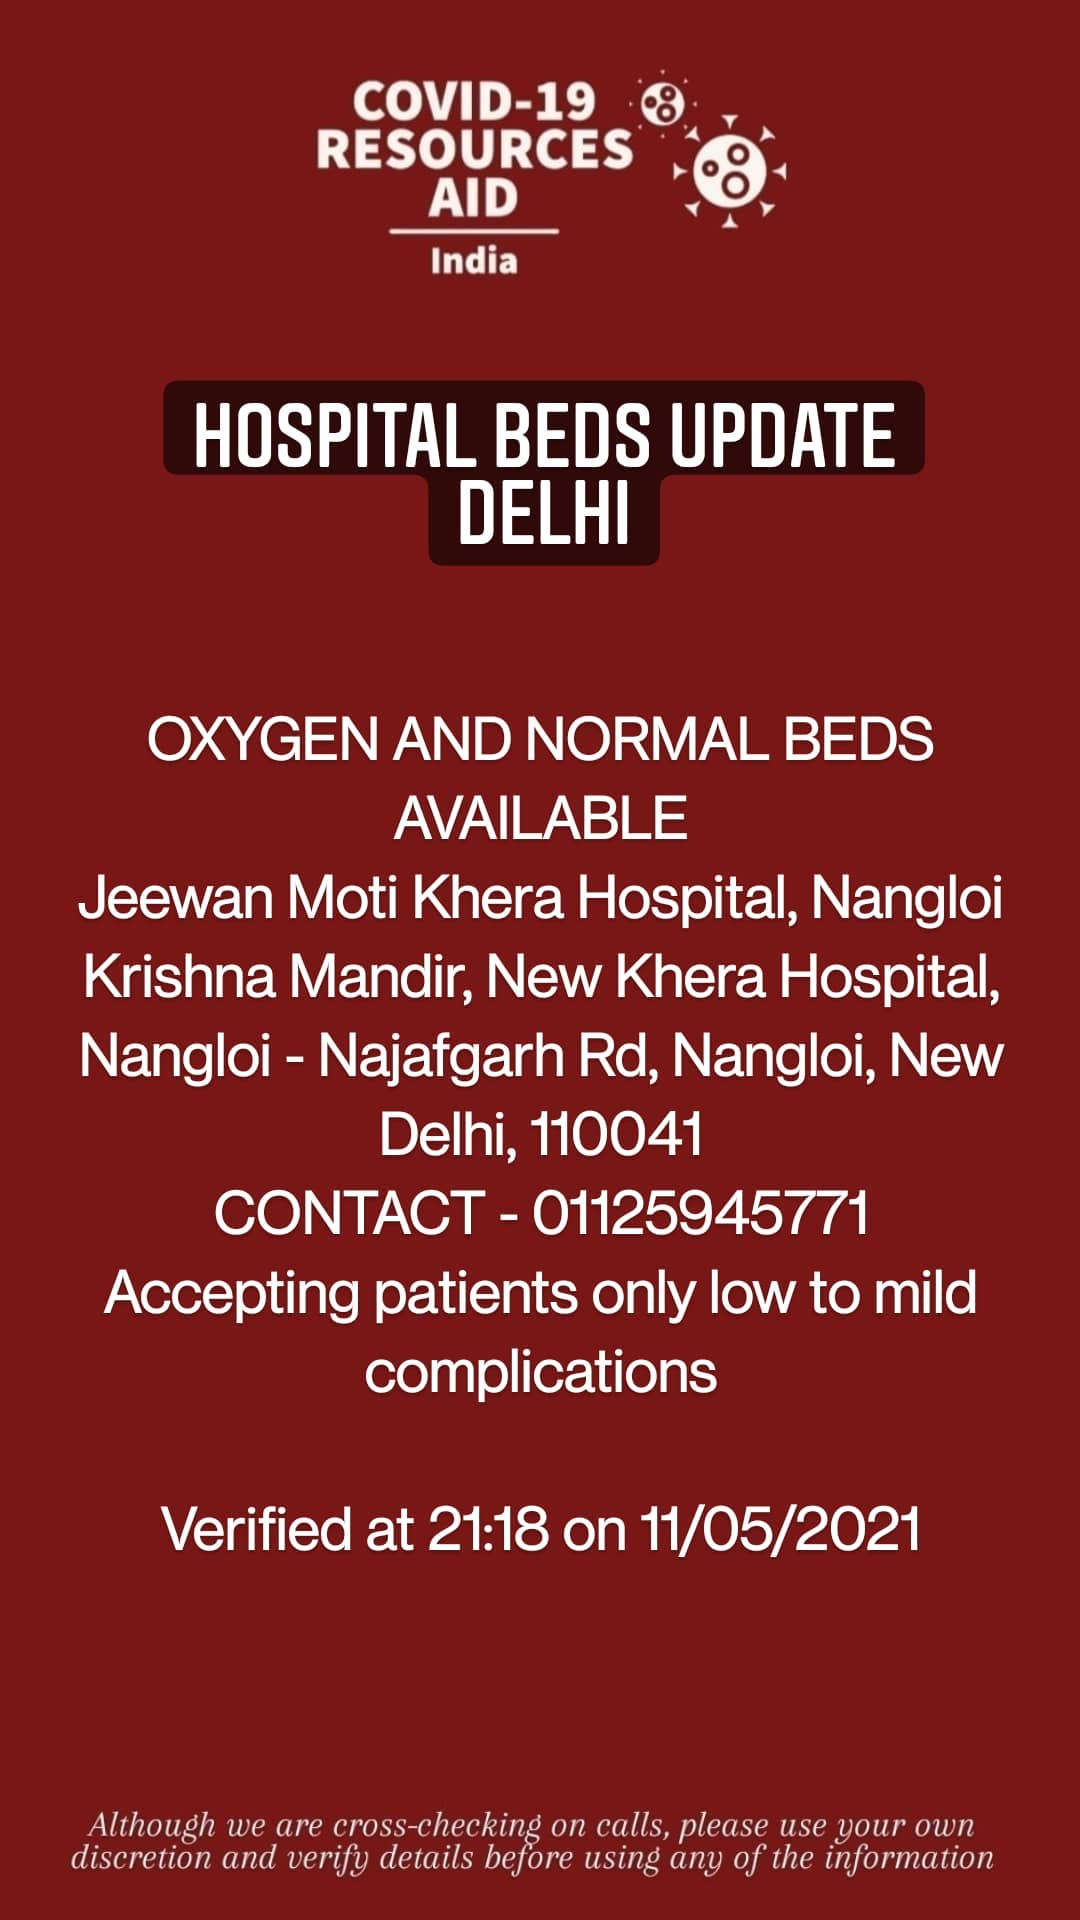 COVID-19
RESOURCES
AID
India
HOSPITAL BEDS UPDATE
DELHI
OXYGEN AND NORMAL BEDS
AVAILABLE
Jeewan Moti Khera Hospital, Nangloi
Krishna Mandir, New Khera Hospital,
Nangloi - Najafgarh Rd, Nangloi, New
Delhi, 110041
CONTACT - 01125945771
Accepting patients only low to mild
complications
Verified at 21:18 on 11/05/2021
Although we are cross-checking on calls, please use your own
discretion and verify details before using any of the information